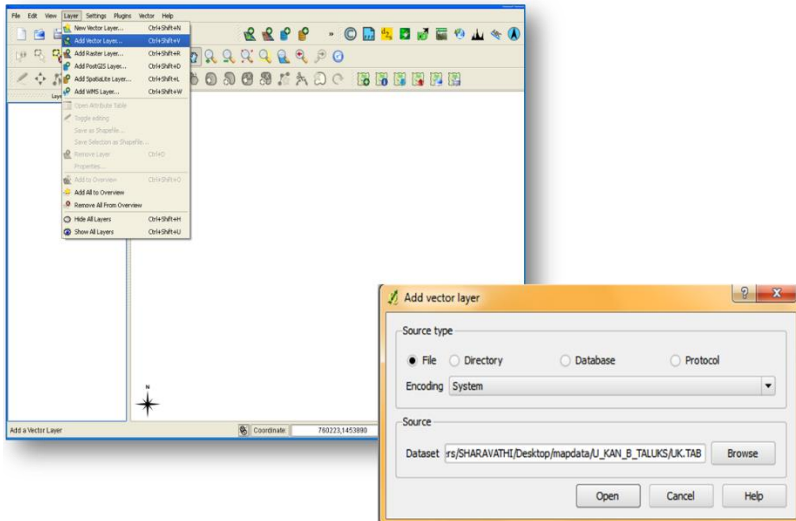 File Edit View Layer Settings Plugins Vector Help
New Vector Layer... Ctrl+Shift+N
Add Vector Layer... Ctrl+Shift+V
Add Raster Layer... Ctrl+Shift+R
Add PostGIS Layer... Ctrl+Shift+D
Add SpatiaLite Layer... Ctrl+Shift+L
Add WMS Layer... Ctrl+Shift+W
Open Attribute Table
Toggle editing
Save as Shapefile...
Save Selection as Shapefile...
Remove Layer Ctrl+D
Properties...
Add to Overview Ctrl+Shift+O
Add All to Overview
Remove All From Overview
Hide All Layers Ctrl+Shift+H
Show All Layers Ctrl+Shift+U
N
Add a Vector Layer Coordinate: 760223,1453890
Add vector layer
Source type
File Directory Database Protocol
Encoding System
Source
Dataset rs/SHARAVATHI/Desktop/mapdata/U_KAN_B_TALUKS/UK.TAB Browse
Open Cancel Help